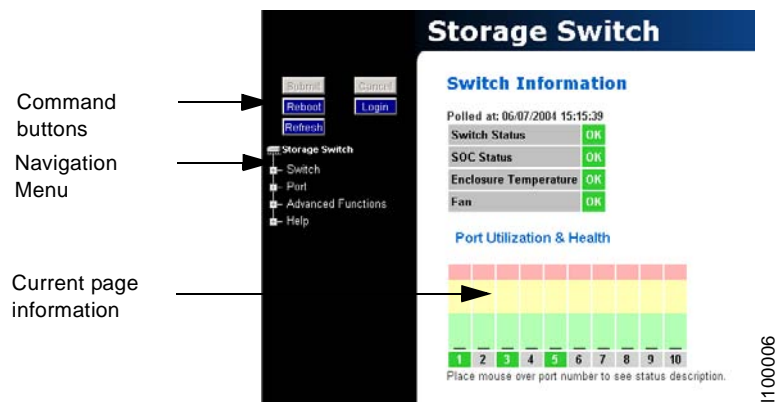 Storage Switch
Command
buttons
Navigation
Menu
Current page
information
Submit Cancel
Reboot Login
Refresh
Storage Switch
Switch
Port
Advanced Functions
Help
Switch Information
Polled at: 06/07/2004 15:15:39
Switch Status OK
SOC Status OK
Enclosure Temperature OK
Fan OK
Port Utilization & Health
1 2 3 4 5 6 7 8 9 10
Place mouse over port number to see status description.
I100006